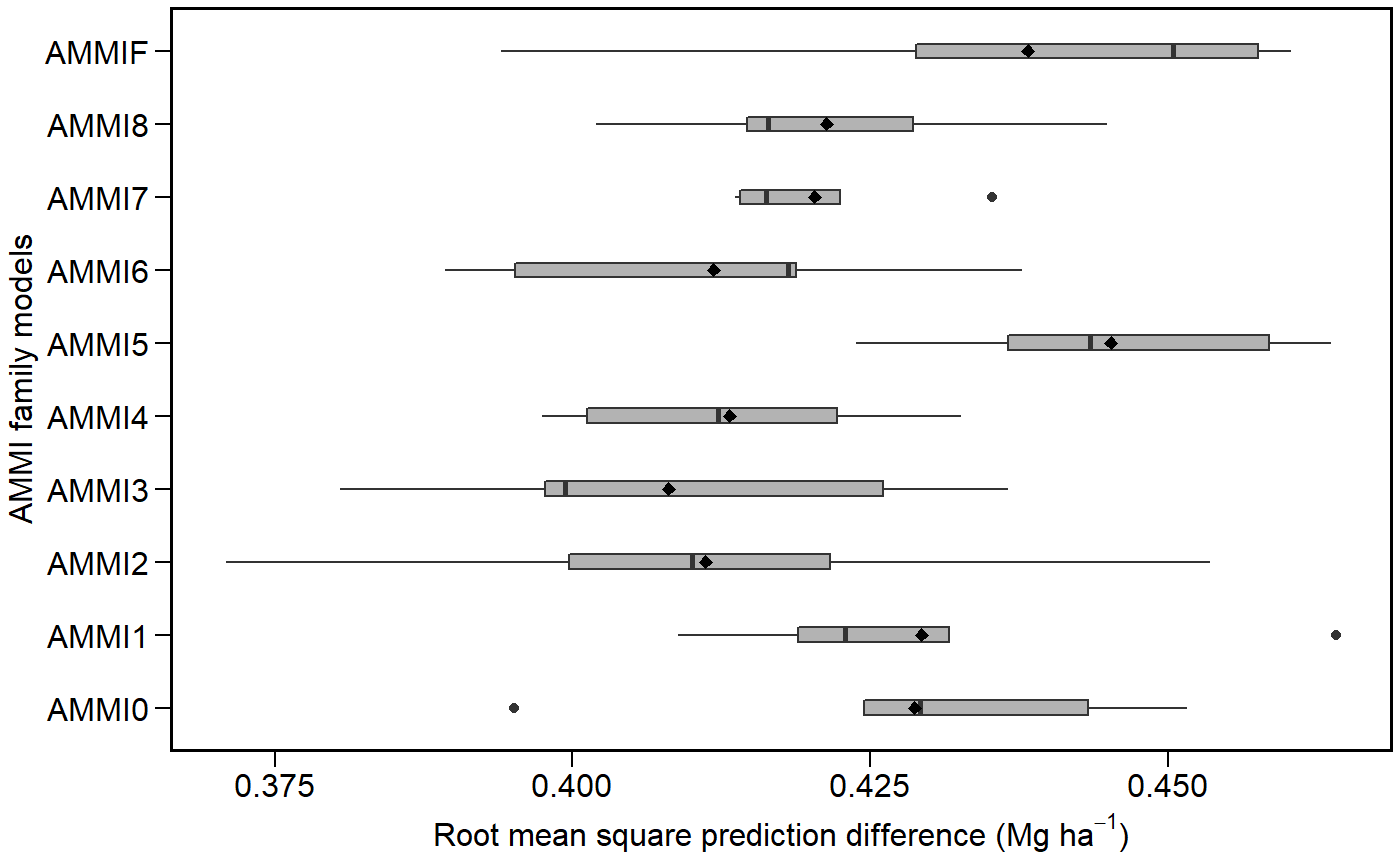 AMMI family models
AMMIF
AMMI8
AMMI7
AMMI6
AMMI5
AMMI4
AMMI3
AMMI2
AMMI1
AMMI0
0.375 0.400 0.425 0.450
Root mean square prediction difference (Mg ha⁻¹)